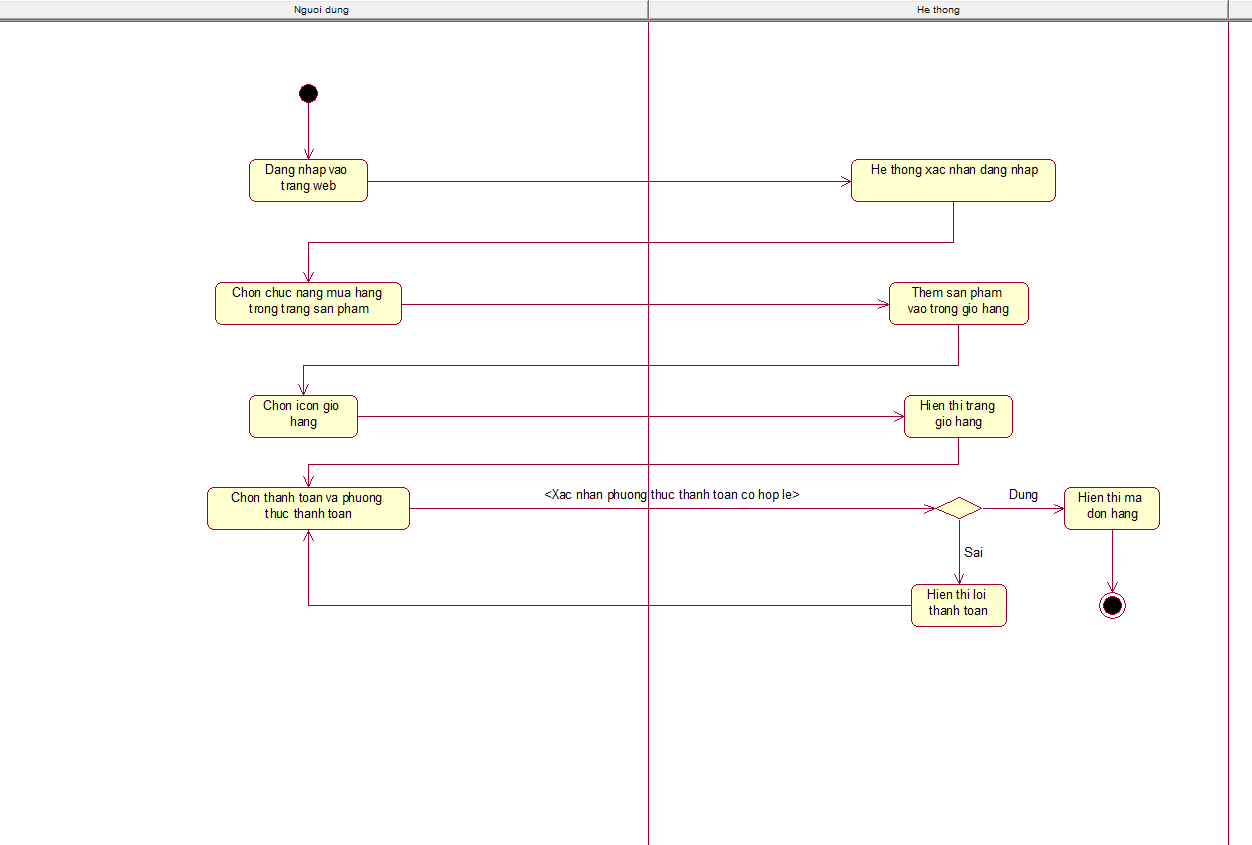 Nguoi dung
He thong
Dang nhap vao
trang web
He thong xac nhan dang nhap
Chon chuc nang mua hang
trong trang san pham
Them san pham
vao trong gio hang
Chon icon gio
hang
Hien thi trang
gio hang
Chon thanh toan va phuong
thuc thanh toan
<Xac nhan phuong thuc thanh toan co hop le>
Dung
Hien thi ma
don hang
Sai
Hien thi loi
thanh toan